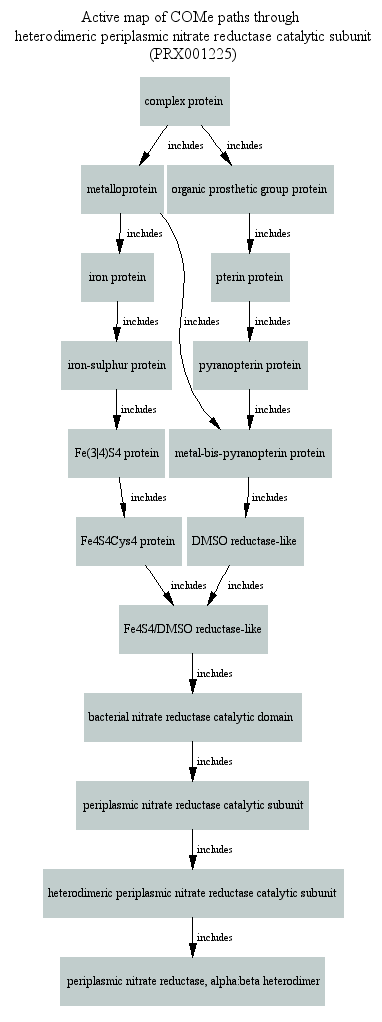 Active map of COMe paths through
heterodimeric periplasmic nitrate reductase catalytic subunit
(PRX001225)
complex protein
includes
includes
metalloprotein
organic prosthetic group protein
includes
includes
iron protein
pterin protein
includes
includes
includes
iron-sulphur protein
pyranopterin protein
includes
includes
Fe(3|4)S4 protein
metal-bis-pyranopterin protein
includes
includes
Fe4S4Cys4 protein
DMSO reductase-like
includes
includes
Fe4S4/DMSO reductase-like
includes
bacterial nitrate reductase catalytic domain
includes
periplasmic nitrate reductase catalytic subunit
includes
heterodimeric periplasmic nitrate reductase catalytic subunit
includes
periplasmic nitrate reductase, alpha:beta heterodimer